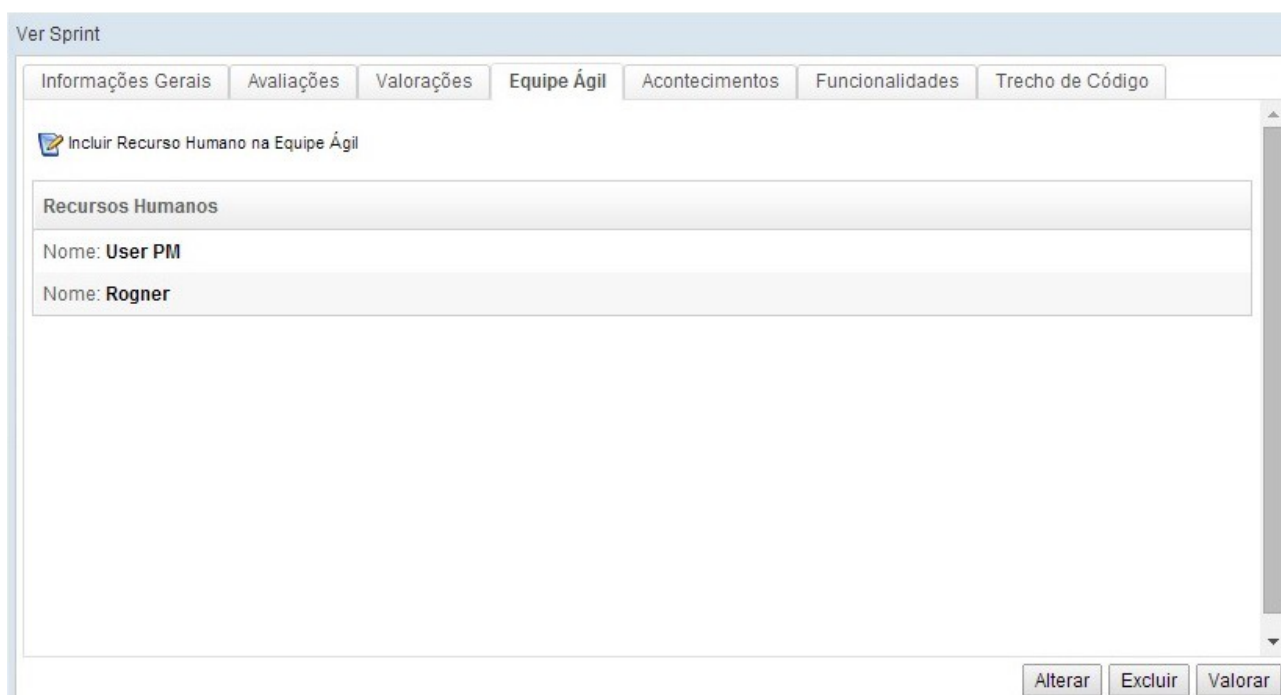 Ver Sprint
Informações Gerais Avaliações Valorações Equipe Ágil Acontecimentos Funcionalidades Trecho de Código
Incluir Recurso Humano na Equipe Ágil
Recursos Humanos
Nome: User PM
Nome: Rogner
Alterar Excluir Valorar